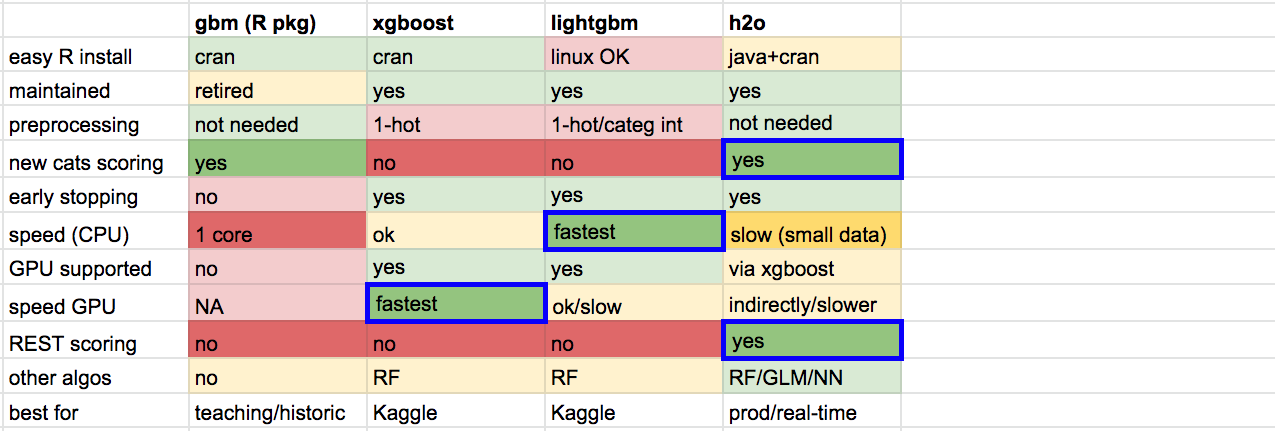 gbm (R pkg) xgboost lightgbm h2o
easy R install cran cran linux OK java+cran
maintained retired yes yes yes
preprocessing not needed 1-hot 1-hot/categ int not needed
new cats scoring yes no no yes
early stopping no yes yes yes
speed (CPU) 1 core ok fastest slow (small data)
GPU supported no yes yes via xgboost
speed GPU NA fastest ok/slow indirectly/slower
REST scoring no no no yes
other algos no RF RF RF/GLM/NN
best for teaching/historic Kaggle Kaggle prod/real-time